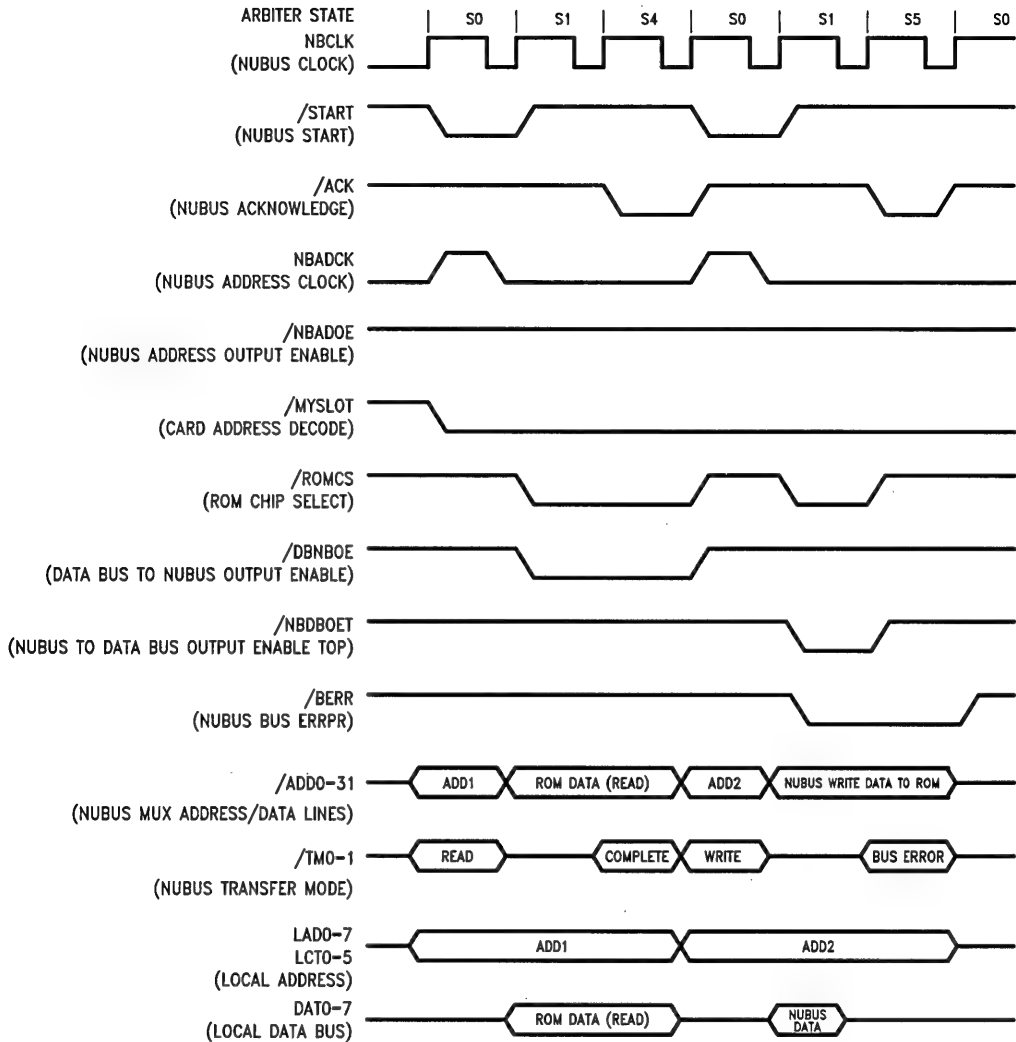 ARBITER STATE | S0 | S1 | S4 | S0 | S1 | S5 | S0
NBCLK
(NUBUS CLOCK)
/START
(NUBUS START)
/ACK
(NUBUS ACKNOWLEDGE)
NBADCK
(NUBUS ADDRESS CLOCK)
/NBADOE
(NUBUS ADDRESS OUTPUT ENABLE)
/MYSLOT
(CARD ADDRESS DECODE)
/ROMCS
(ROM CHIP SELECT)
/DBNBOE
(DATA BUS TO NUBUS OUTPUT ENABLE)
/NBDBOET
(NUBUS TO DATA BUS OUTPUT ENABLE TOP)
/BERR
(NUBUS BUS ERRPR)
/ADD0-31 ADD1 ROM DATA (READ) ADD2 NUBUS WRITE DATA TO ROM
(NUBUS MUX ADDRESS/DATA LINES)
/TM0-1 READ COMPLETE WRITE BUS ERROR
(NUBUS TRANSFER MODE)
LAD0-7
LCT0-5 ADD1 ADD2
(LOCAL ADDRESS)
DAT0-7 ROM DATA (READ) NUBUS DATA
(LOCAL DATA BUS)